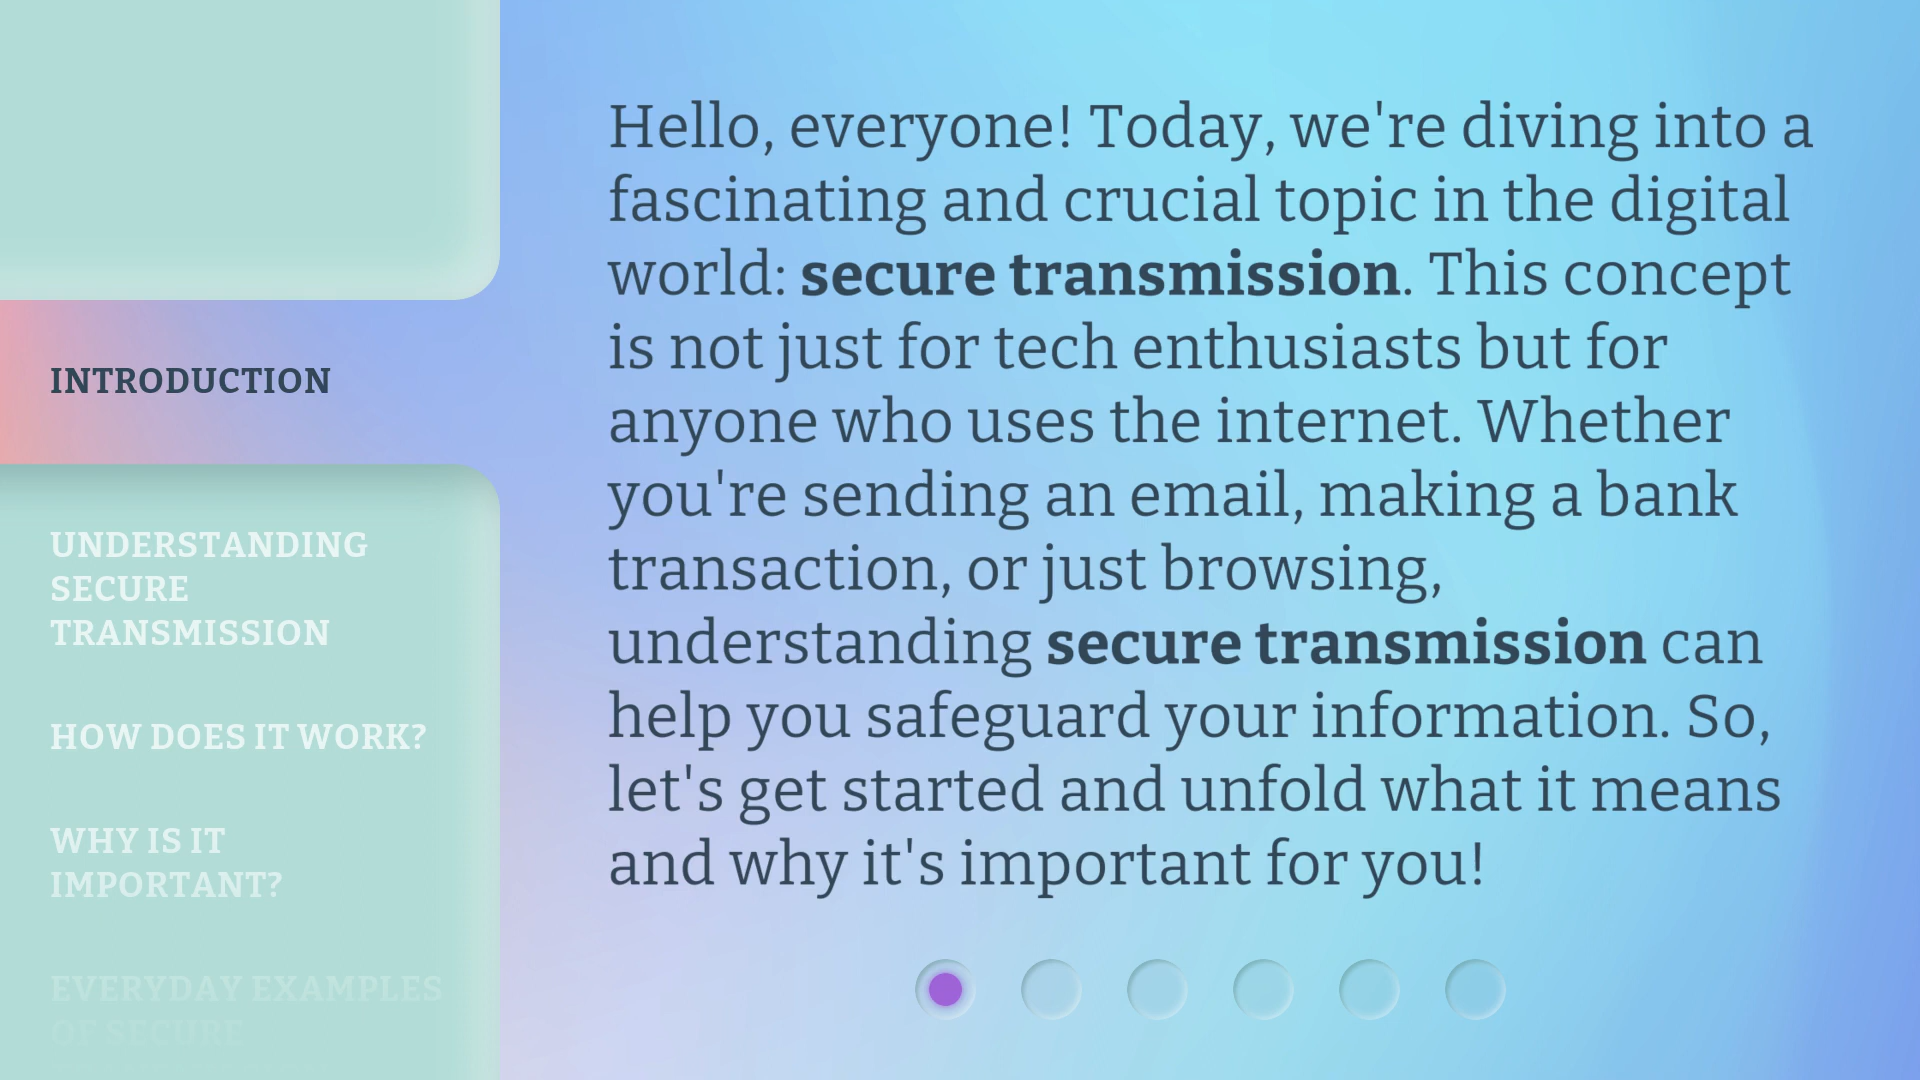 INTRODUCTION
UNDERSTANDING
SECURE
TRANSMISSION
HOW DOES IT WORK?
WHY IS IT
IMPORTANT?
EVERYDAY EXAMPLES
OF SECURE
Hello, everyone! Today, we're diving into a
fascinating and crucial topic in the digital
world: secure transmission. This concept
is not just for tech enthusiasts but for
anyone who uses the internet. Whether
you're sending an email, making a bank
transaction, or just browsing,
understanding secure transmission can
help you safeguard your information. So,
let's get started and unfold what it means
and why it's important for you!